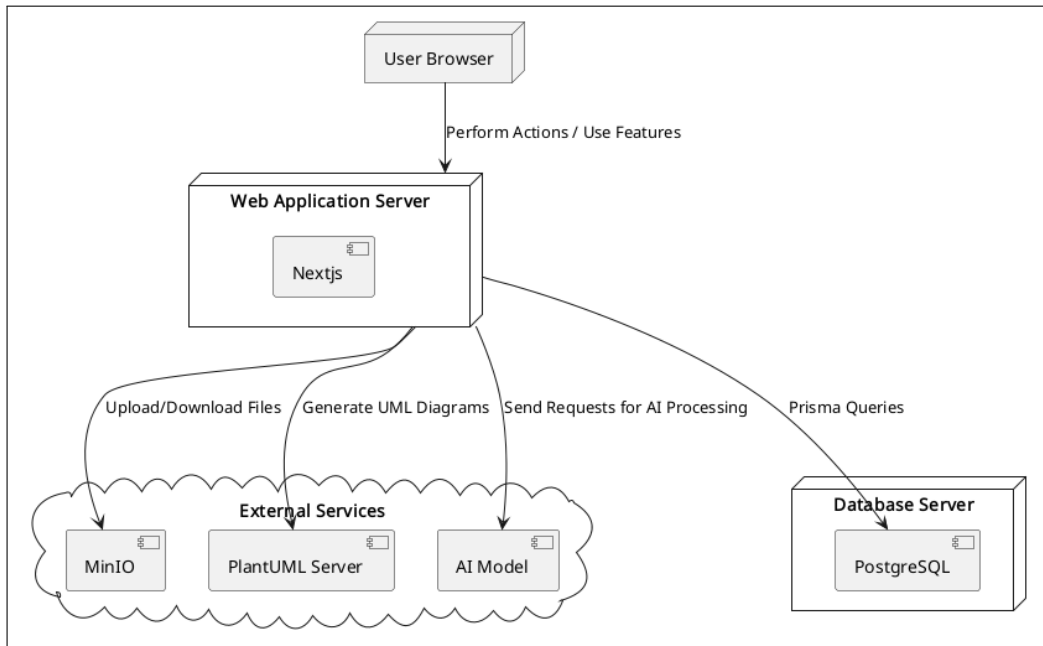 User Browser
Perform Actions / Use Features
Web Application Server
Nextjs
Upload/Download Files
Generate UML Diagrams
Send Requests for AI Processing
Prisma Queries
External Services
Database Server
MinIO
PlantUML Server
AI Model
PostgreSQL